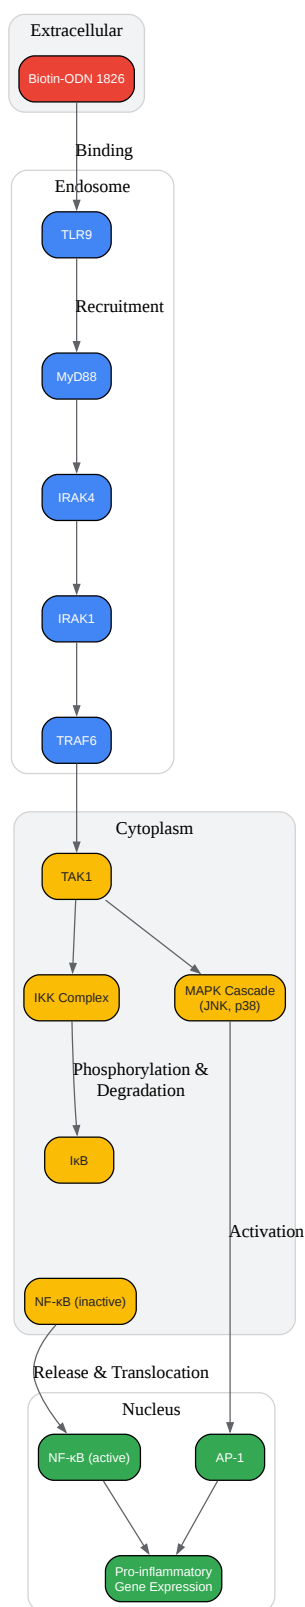 Extracellular
Biotin-ODN 1826
Binding
Endosome
TLR9
Recruitment
MyD88
IRAK4
IRAK1
TRAF6
Cytoplasm
TAK1
IKK Complex
MAPK Cascade
(JNK, p38)
Phosphorylation &
Degradation
IκB
Activation
NF-κB (inactive)
Release & Translocation
Nucleus
NF-κB (active)
AP-1
Pro-inflammatory
Gene Expression